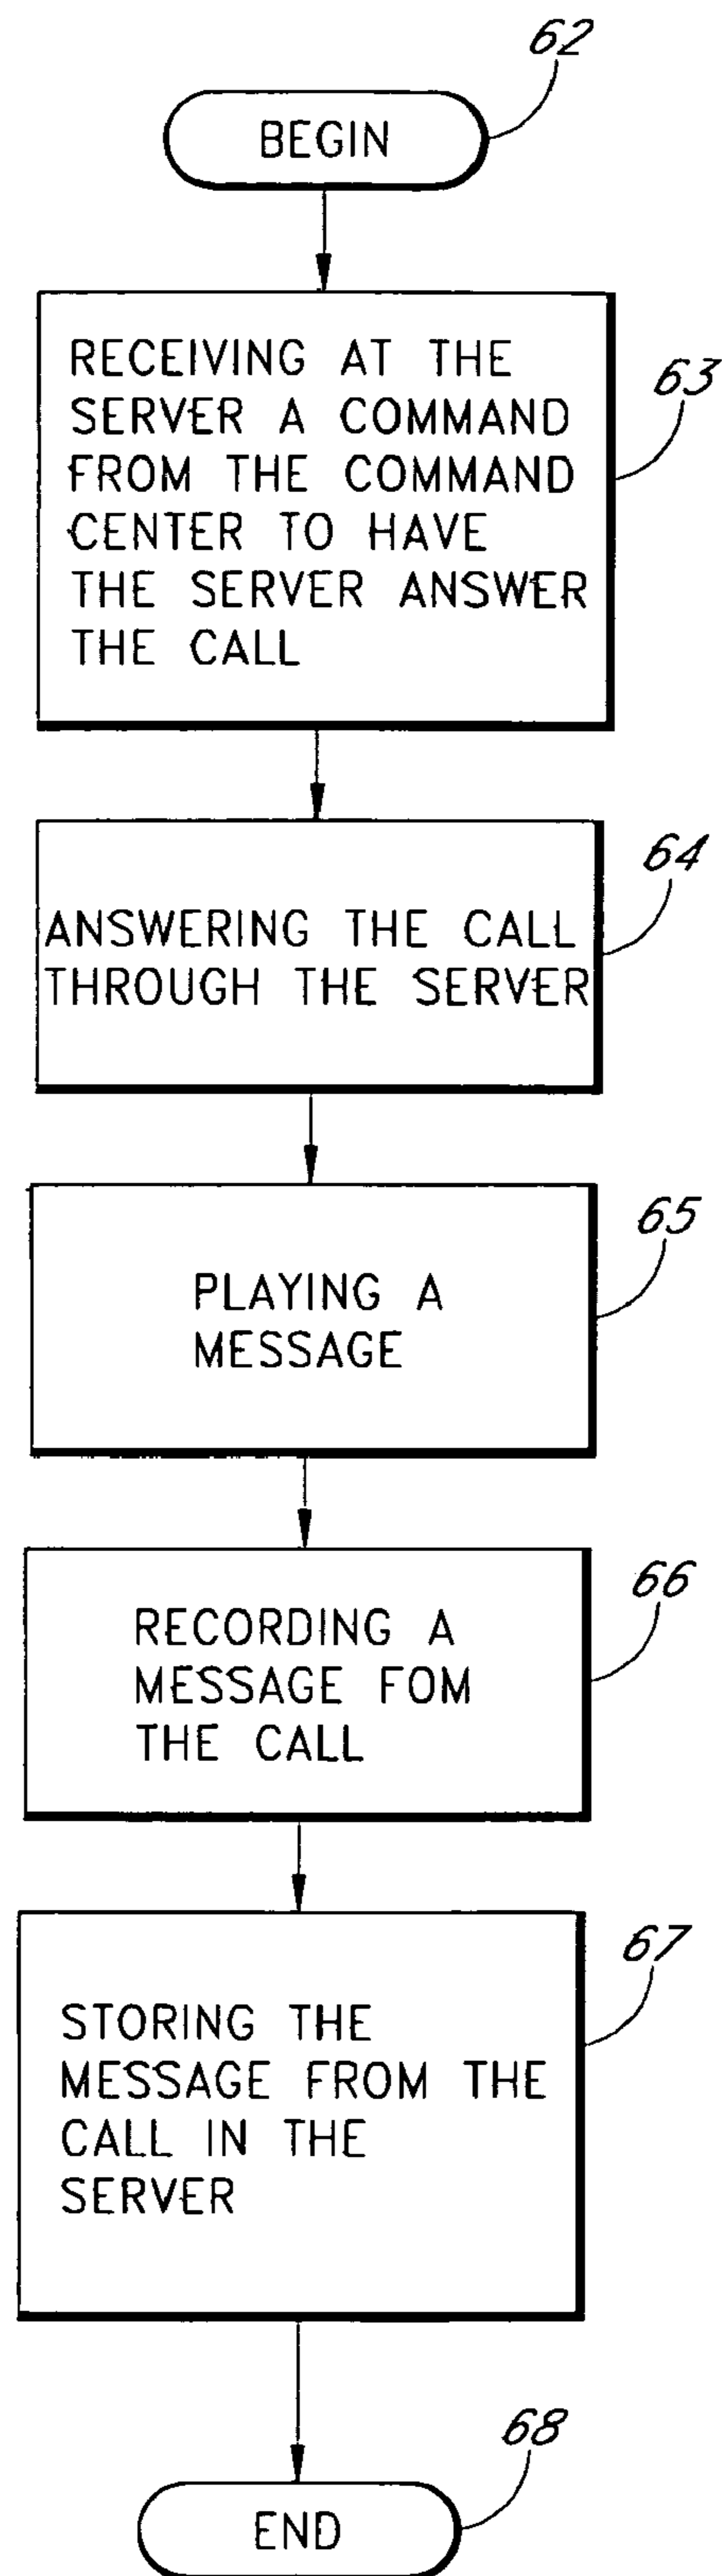 62
BEGIN
RECEIVING AT THE
SERVER A COMMAND
FROM THE COMMAND
CENTER TO HAVE
THE SERVER ANSWER
THE CALL
63
ANSWERING THE CALL
THROUGH THE SERVER
64
PLAYING A
MESSAGE
65
RECORDING A
MESSAGE FOM
THE CALL
66
STORING THE
MESSAGE FROM THE
CALL IN THE
SERVER
67
END
68